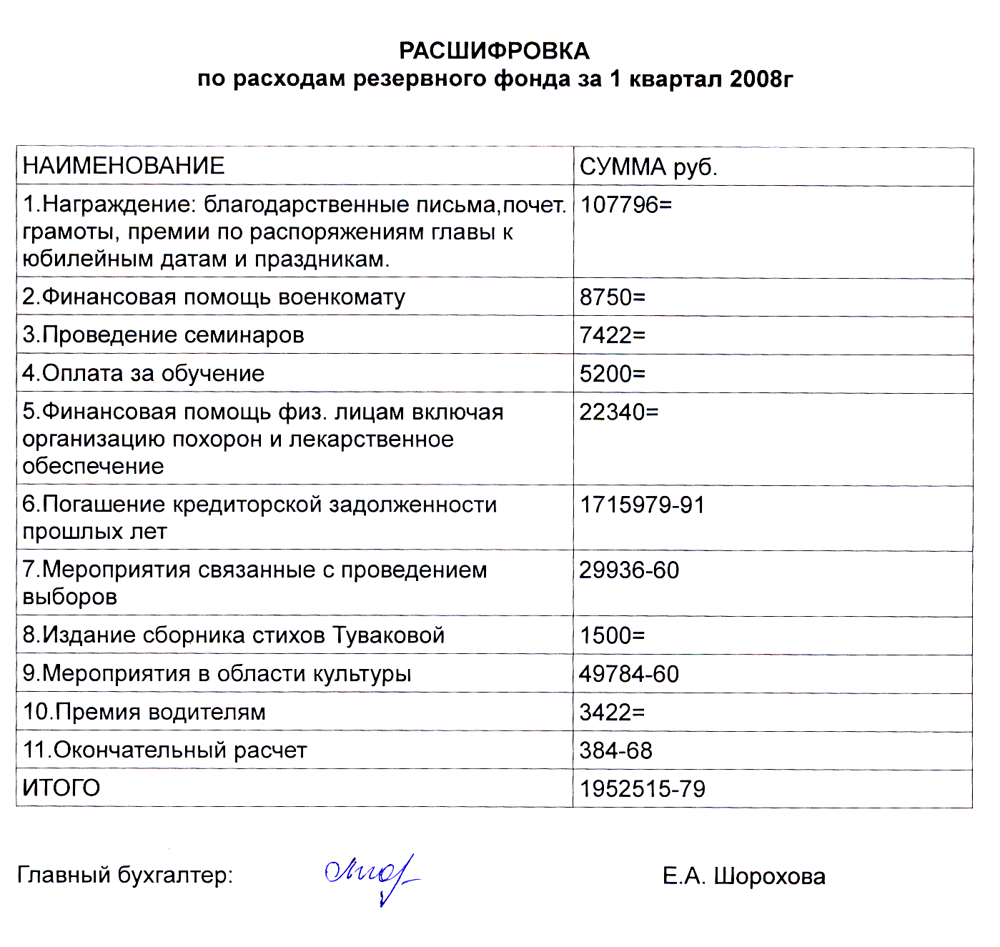 РАСШИФРОВКА
по расходам резервного фонда за 1 квартал 2008г
НАИМЕНОВАНИЕ
СУММА руб.
1.Награждение: благодарственные письма,почет.
грамоты, премии по распоряжениям главы к
юбилейным датам и праздникам.
107796=
2.Финансовая помощь военкомату
8750=
3.Проведение семинаров
7422=
4.Оплата за обучение
5200=
5.Финансовая помощь физ. лицам включая
организацию похорон и лекарственное
обеспечение
22340=
6.Погашение кредиторской задолженности
прошлых лет
1715979-91
7.Мероприятия связанные с проведением
выборов
29936-60
8.Издание сборника стихов Туваковой
1500=
9.Мероприятия в области культуры
49784-60
10.Премия водителям
3422=
11.Окончательный расчет
384-68
ИТОГО
1952515-79
Главный бухгалтер:
Е.А. Шорохова